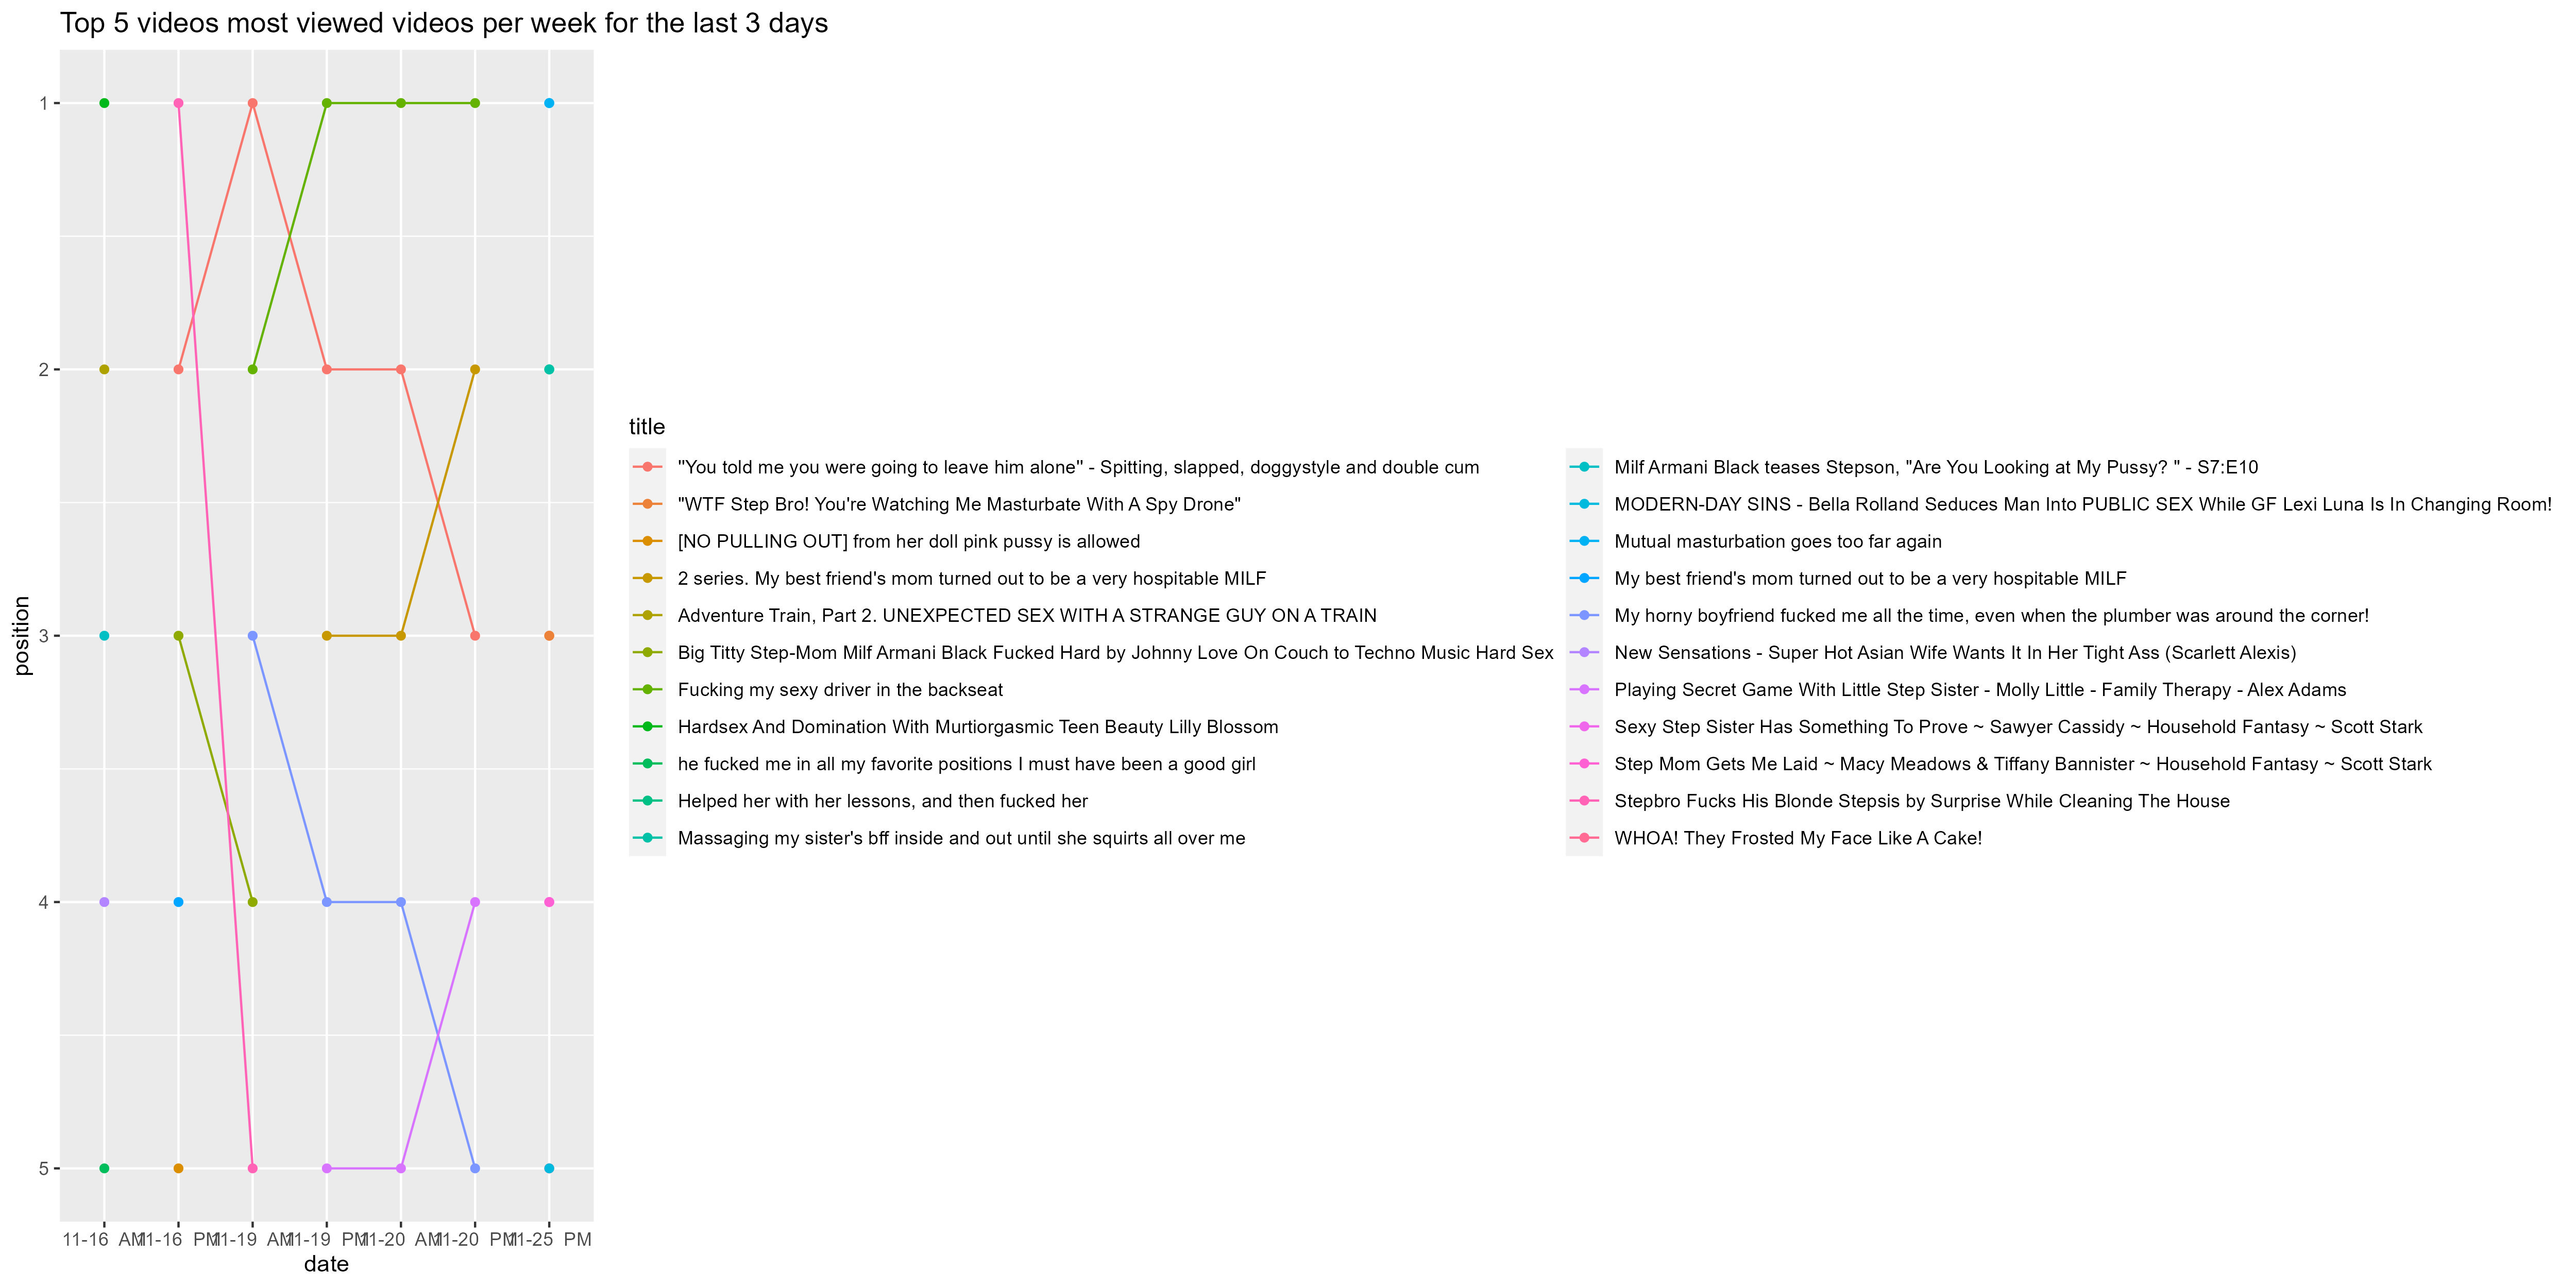 Top 5 videos most viewed videos per week for the last 3 days
position
1
2
3
4
5
11-16 AM
11-16 PM
11-19 AM
11-19 PM
11-20 AM
11-20 PM
11-25 PM
date
title
"You told me you were going to leave him alone" - Spitting, slapped, doggystyle and double cum
"WTF Step Bro! You're Watching Me Masturbate With A Spy Drone"
[NO PULLING OUT] from her doll pink pussy is allowed
2 series. My best friend's mom turned out to be a very hospitable MILF
Adventure Train, Part 2. UNEXPECTED SEX WITH A STRANGE GUY ON A TRAIN
Big Titty Step-Mom Milf Armani Black Fucked Hard by Johnny Love On Couch to Techno Music Hard Sex
Fucking my sexy driver in the backseat
Hardsex And Domination With Murtiorgasmic Teen Beauty Lilly Blossom
he fucked me in all my favorite positions I must have been a good girl
Helped her with her lessons, and then fucked her
Massaging my sister's bff inside and out until she squirts all over me
Milf Armani Black teases Stepson, "Are You Looking at My Pussy? " - S7:E10
MODERN-DAY SINS - Bella Rolland Seduces Man Into PUBLIC SEX While GF Lexi Luna Is In Changing Room!
Mutual masturbation goes too far again
My best friend's mom turned out to be a very hospitable MILF
My horny boyfriend fucked me all the time, even when the plumber was around the corner!
New Sensations - Super Hot Asian Wife Wants It In Her Tight Ass (Scarlett Alexis)
Playing Secret Game With Little Step Sister - Molly Little - Family Therapy - Alex Adams
Sexy Step Sister Has Something To Prove ~ Sawyer Cassidy ~ Household Fantasy ~ Scott Stark
Step Mom Gets Me Laid ~ Macy Meadows & Tiffany Bannister ~ Household Fantasy ~ Scott Stark
Stepbro Fucks His Blonde Stepsis by Surprise While Cleaning The House
WHOA! They Frosted My Face Like A Cake!